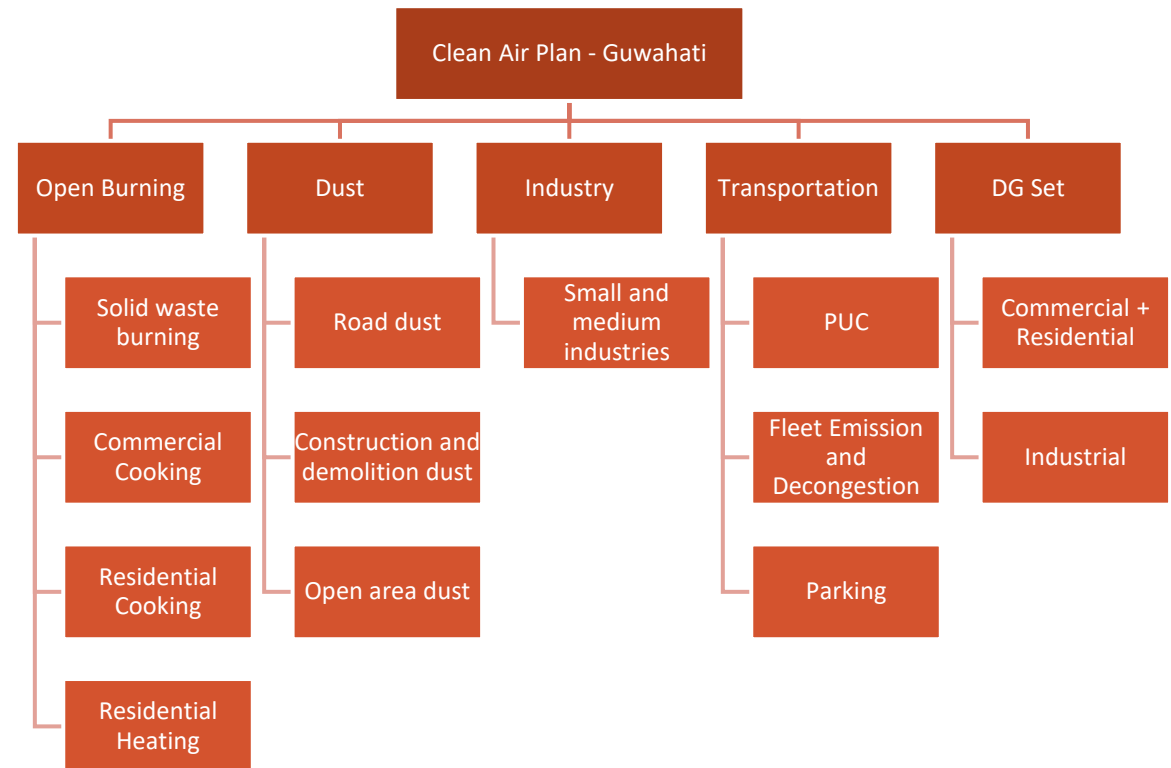 Clean Air Plan - Guwahati
Open Burning
Solid waste
burning
Commercial
Cooking
Residential
Cooking
Residential
Heating
Dust
Road dust
Construction and
demolition dust
Open area dust
Industry
Small and
medium
industries
Transportation
PUC
Fleet Emission
and
Decongestion
Parking
DG Set
Commercial +
Residential
Industrial